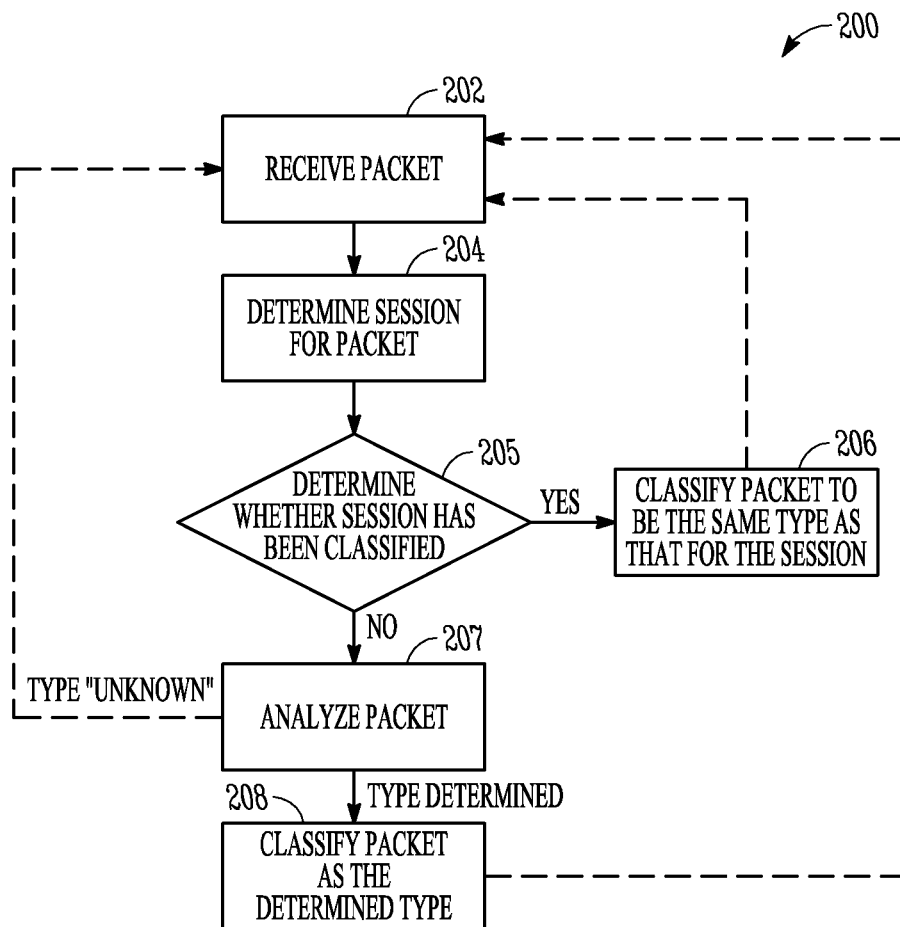 200
202
RECEIVE PACKET
204
DETERMINE SESSION
FOR PACKET
205
DETERMINE
WHETHER SESSION HAS
BEEN CLASSIFIED
YES
206
CLASSIFY PACKET TO
BE THE SAME TYPE AS
THAT FOR THE SESSION
NO
207
TYPE "UNKNOWN"
ANALYZE PACKET
TYPE DETERMINED
208
CLASSIFY PACKET
AS THE
DETERMINED TYPE